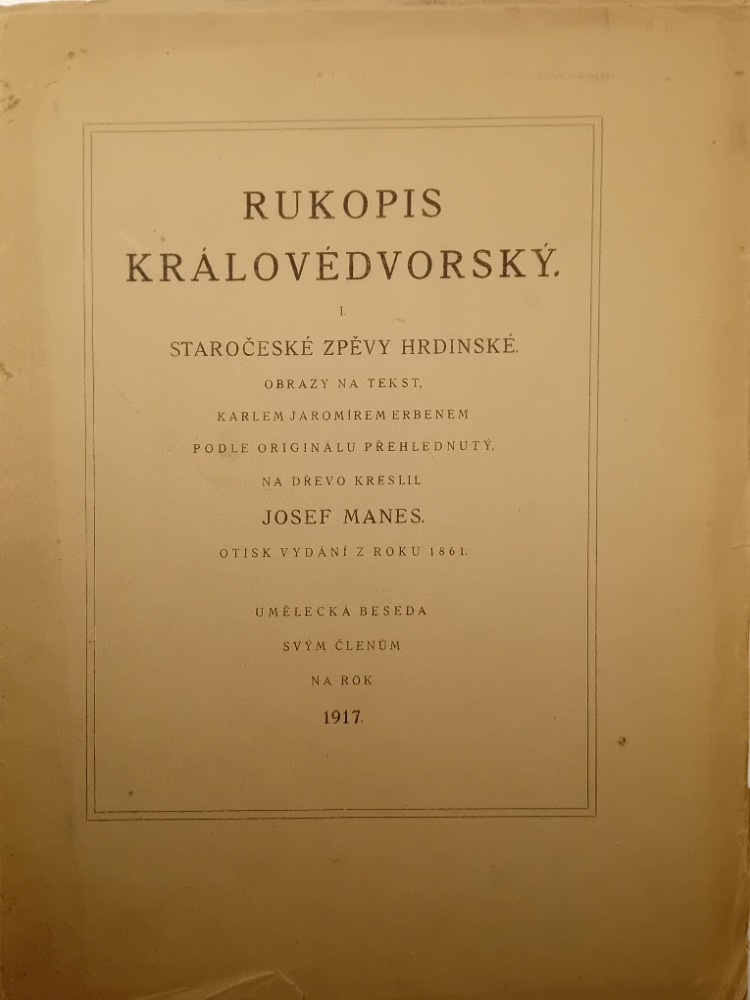 RUKOPIS
KRÁLOVÉDVORSKÝ.
I.
STAROČESKÉ ZPĚVY HRDINSKÉ.
OBRAZY NA TEKST,
KARLEM JAROMÍREM ERBENEM
PODLE ORIGINÁLU PŘEHLEDNUTÝ,
NA DŘEVO KRESLIL
JOSEF MANES.
OTISK VYDÁNÍ Z ROKU 1861.
UMĚLECKÁ BESEDA
SVÝM ČLENŮM
NA ROK
1917.